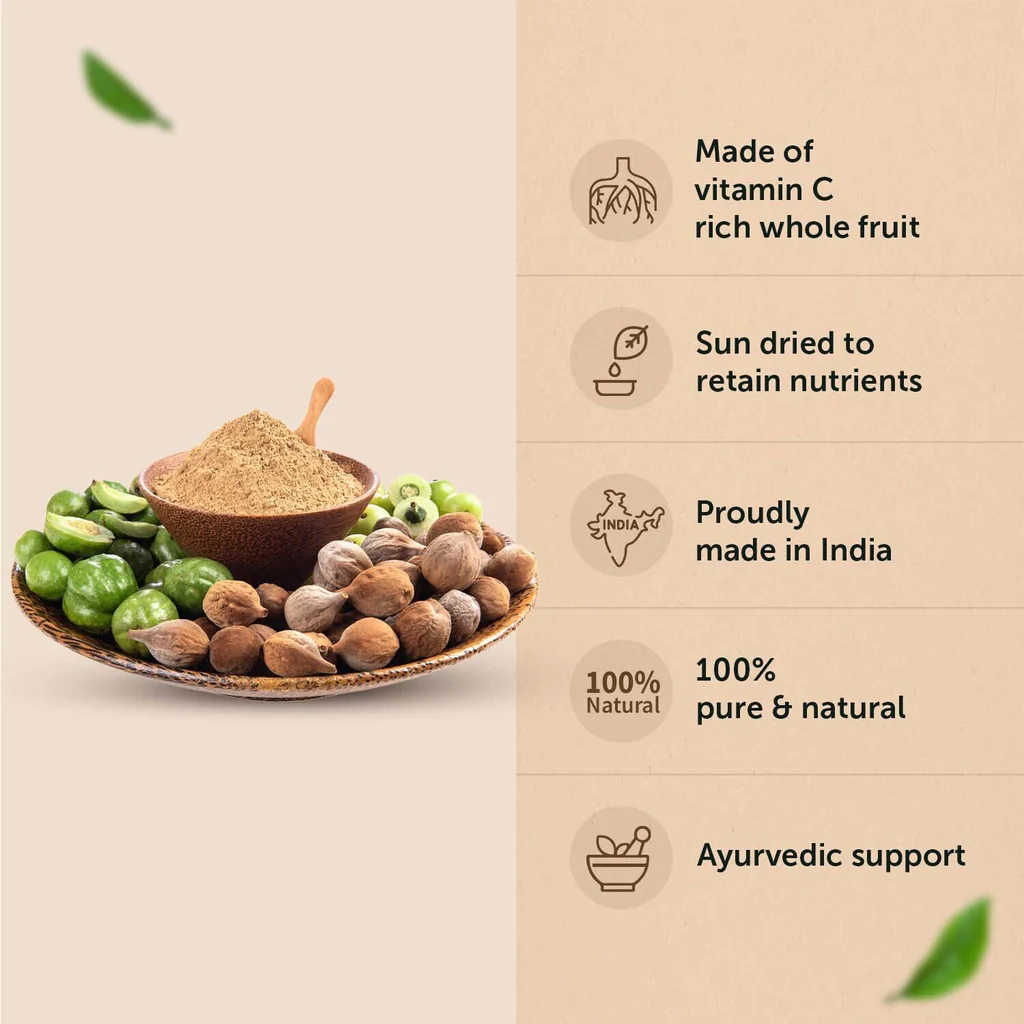 Made of
vitamin C
rich whole fruit
Sun dried to
retain nutrients
INDIA
Proudly
made in India
100%
Natural
100%
pure & natural
Ayurvedic support